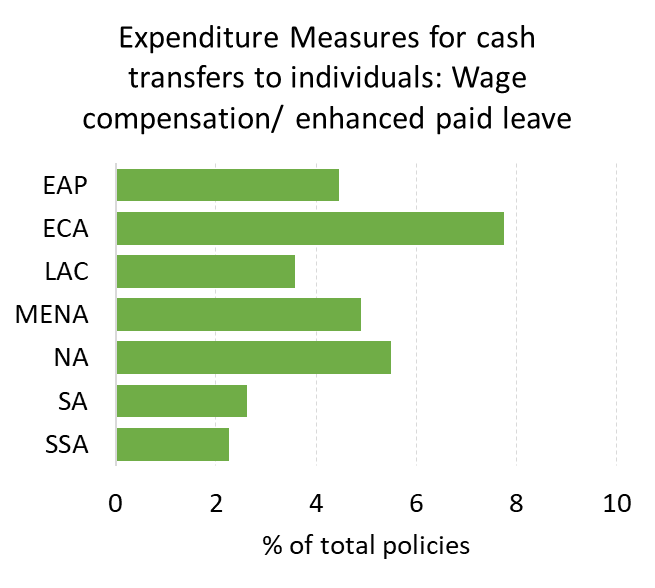 Expenditure Measures for cash
transfers to individuals: Wage
compensation/ enhanced paid leave
EAP
ECA
LAC
MENA
NA
SA
SSA
0 2 4 6 8 10
% of total policies